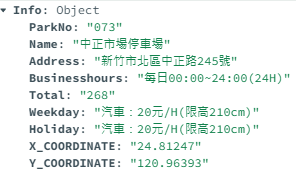 Info: Object
ParkNo: "073"
Name: "中正市場停車場"
Address: "新竹市北區中正路245號"
Businesshours: "每日00:00~24:00(24H)"
Total: "268"
Weekday: "汽車：20元/H(限高210cm)"
Holiday: "汽車：20元/H(限高210cm)"
X_COORDINATE: "24.81247"
Y_COORDINATE: "120.96393"